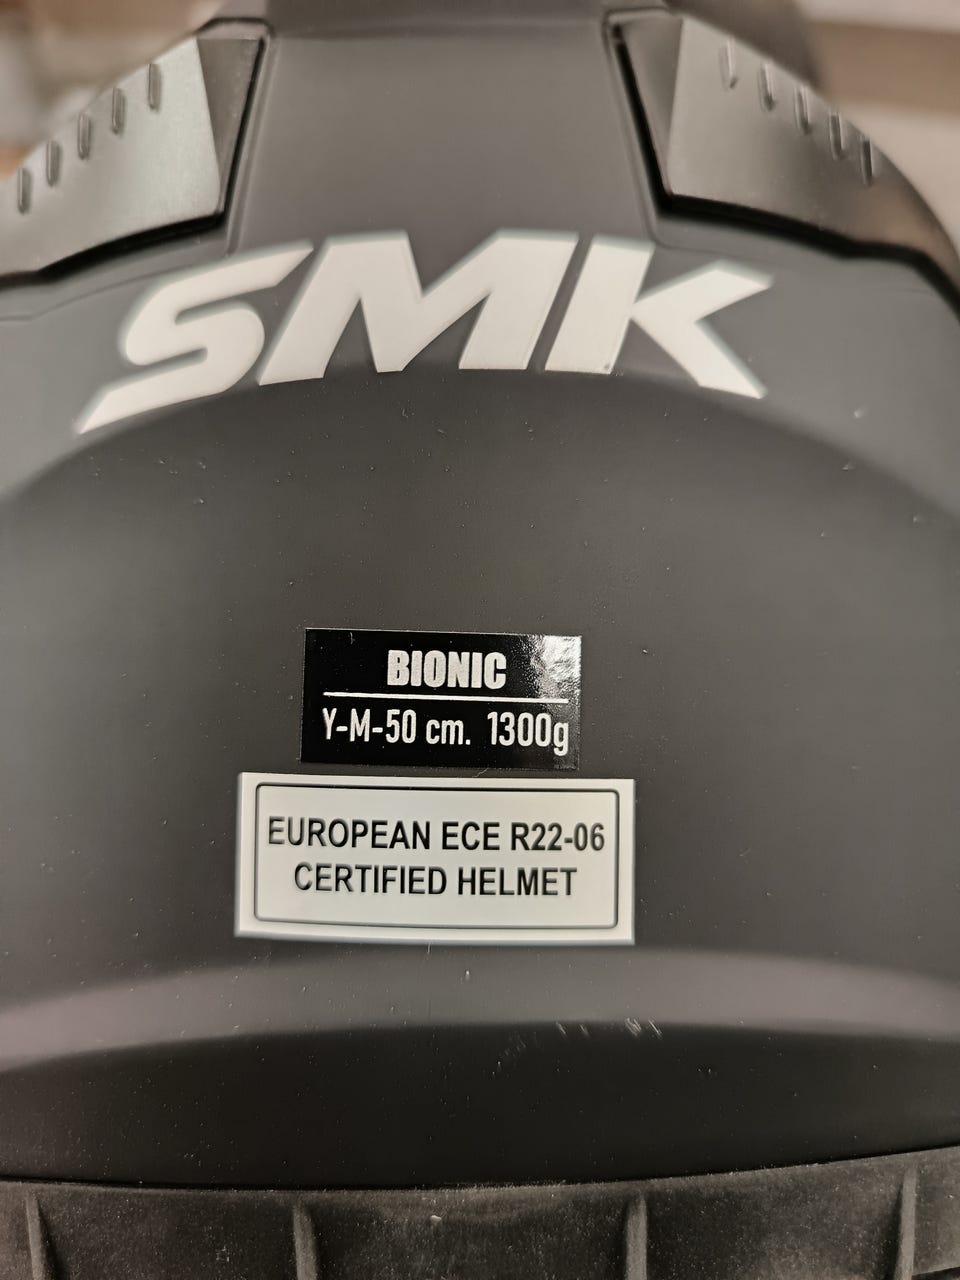 SMK
BIONIC
Y-M-50 cm. 1300g
EUROPEAN ECE R22-06
CERTIFIED HELMET